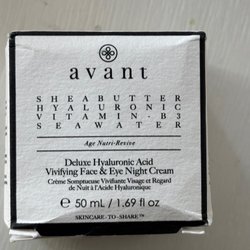 avant
SHEABUTTER
HYALURONIC
VITAMIN-B3
SEAWATER
Age Nutri-Revive
Deluxe Hyaluronic Acid
Vivifying Face & Eye Night Cream
Crème Somptueuse Vivifiante Visage et Regard
de Nuit à l'Acide Hyaluronique
e 50 mL / 1.69 fl oz
SKINCARE-TO-SHARE™